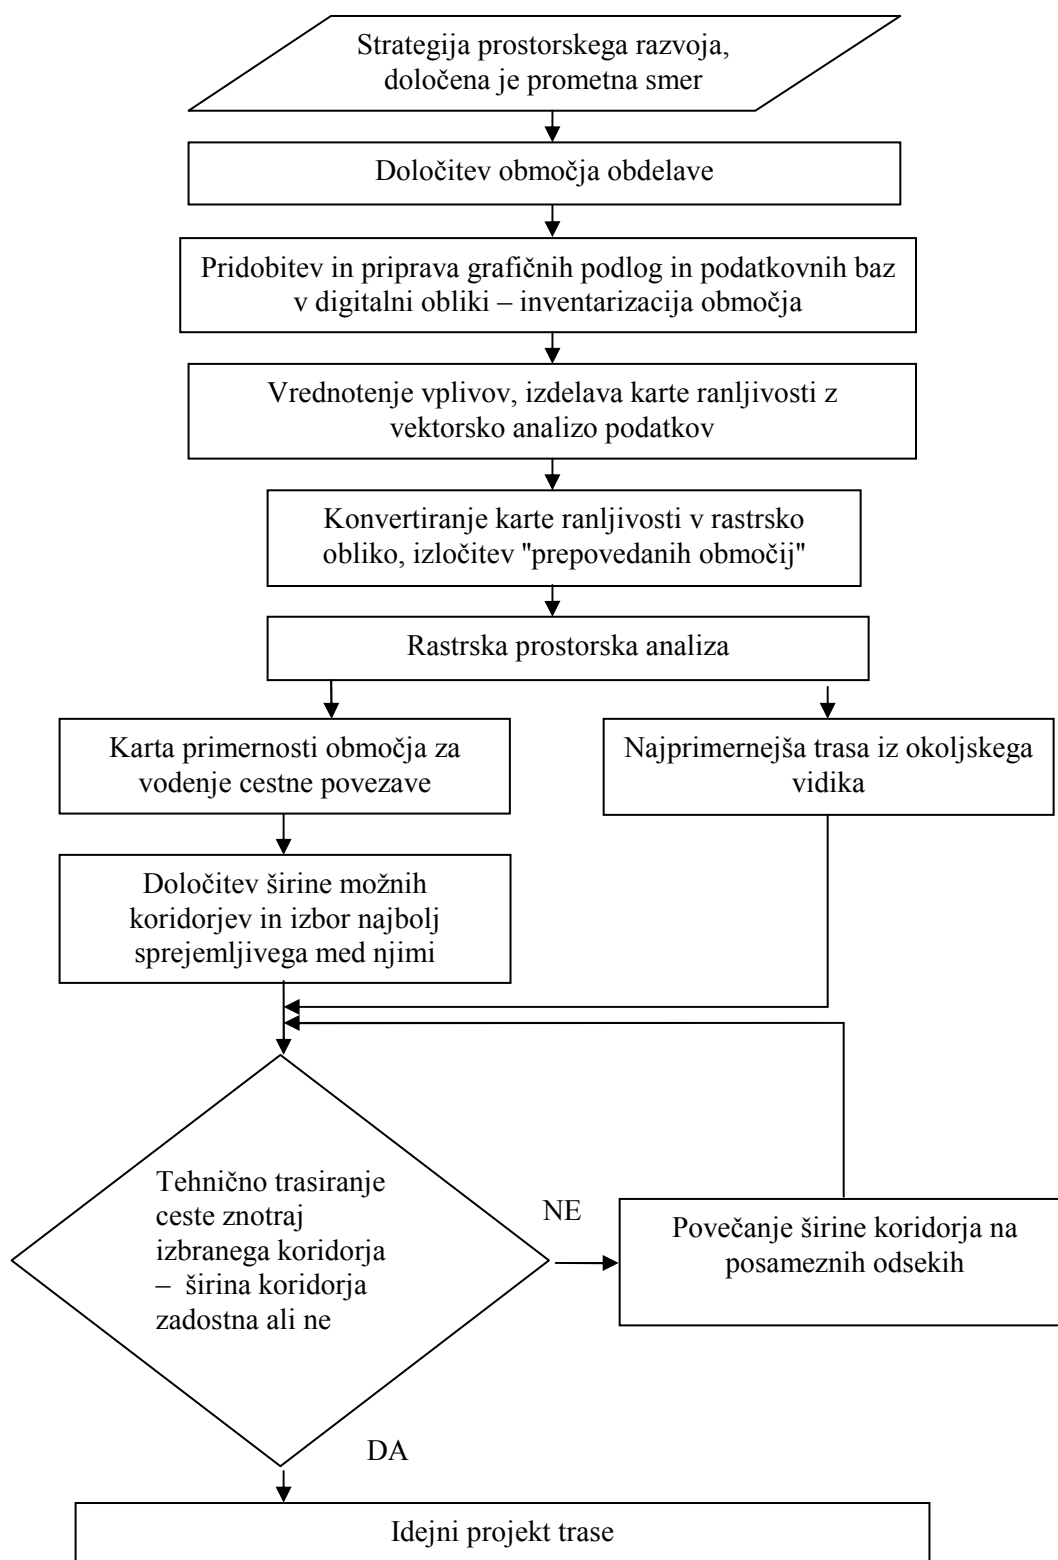 Strategija prostorskega razvoja,
določena je prometna smer
Določitev območja obdelave
Pridobitev in priprava grafičnih podlog in podatkovnih baz
v digitalni obliki – inventarizacija območja
Vrednotenje vplivov, izdelava karte ranljivosti z
vektorsko analizo podatkov
Konvertiranje karte ranljivosti v rastrsko
obliko, izločitev "prepovedanih območij"
Rastrska prostorska analiza
Karta primernosti območja za
vodenje cestne povezave
Najprimernejša trasa iz okoljskega
vidika
Določitev širine možnih
koridorjev in izbor najbolj
sprejemljivega med njimi
Tehnično trasiranje
ceste znotraj
izbranega koridorja
– širina koridorja
zadostna ali ne
NE
Povečanje širine koridorja na
posameznih odsekih
DA
Idejni projekt trase